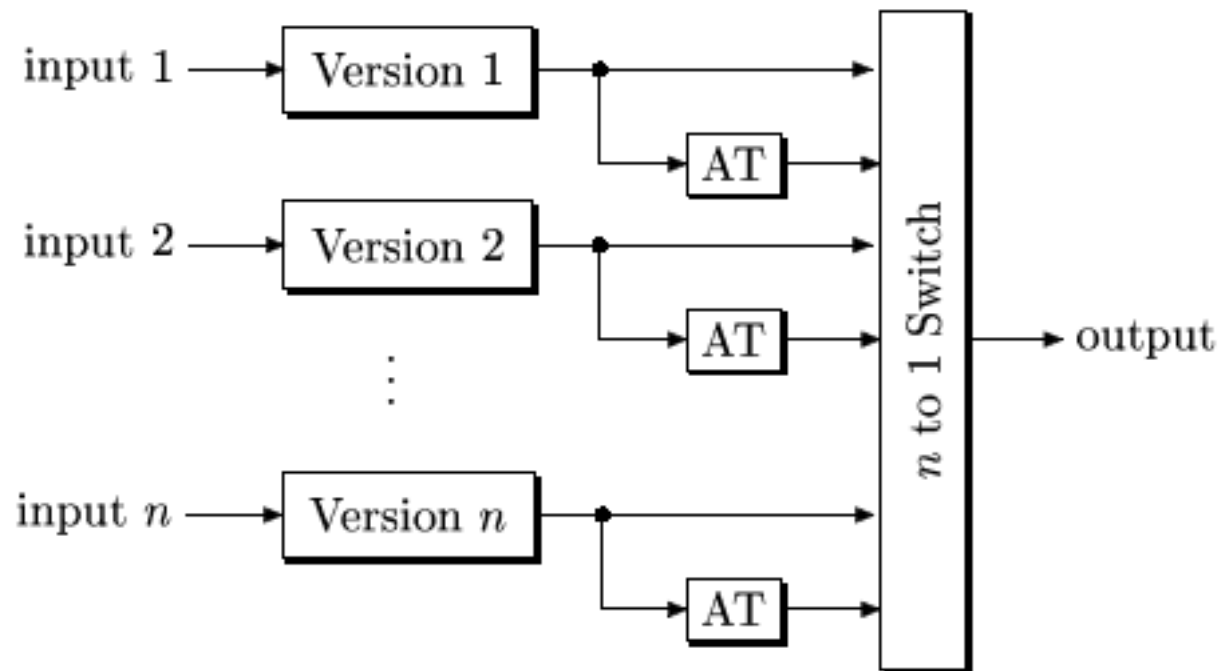 input 1
Version 1
AT
input 2
Version 2
AT
⋮
input n
Version n
AT
n to 1 Switch
output